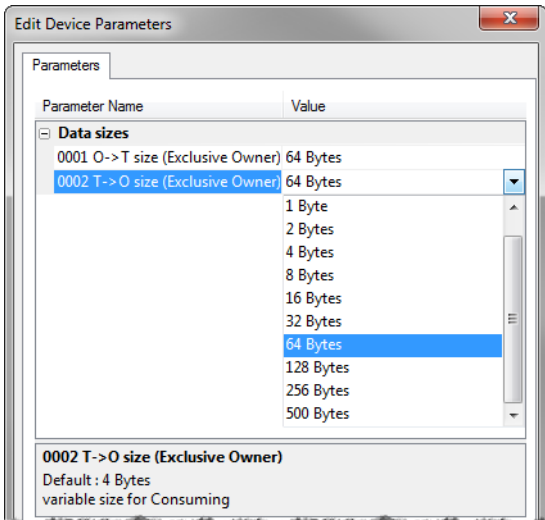 Edit Device Parameters
Parameters
Parameter Name Value
Data sizes
0001 O->T size (Exclusive Owner) 64 Bytes
0002 T->O size (Exclusive Owner) 64 Bytes
1 Byte
2 Bytes
4 Bytes
8 Bytes
16 Bytes
32 Bytes
64 Bytes
128 Bytes
256 Bytes
500 Bytes
0002 T->O size (Exclusive Owner)
Default : 4 Bytes
variable size for Consuming